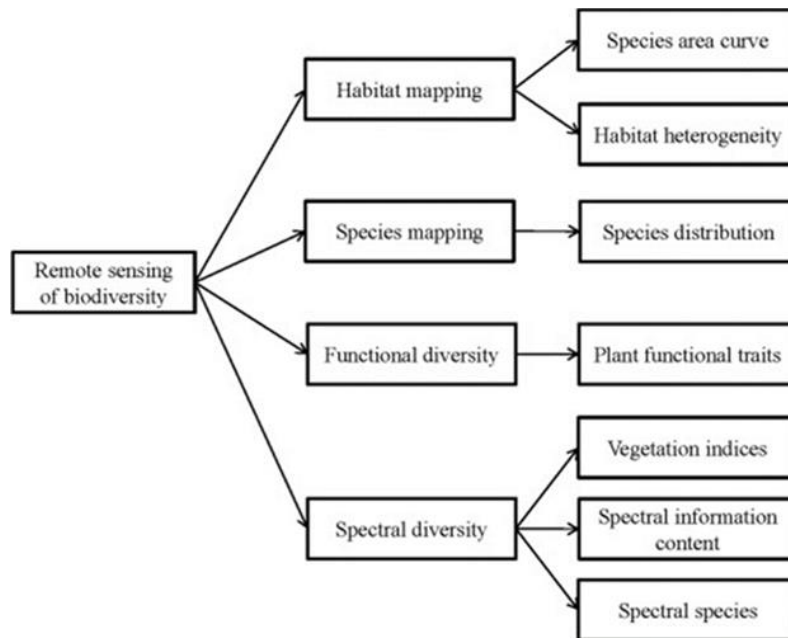 Remote sensing
of biodiversity
Habitat mapping
Species mapping
Functional diversity
Spectral diversity
Species area curve
Habitat heterogeneity
Species distribution
Plant functional traits
Vegetation indices
Spectral information
content
Spectral species